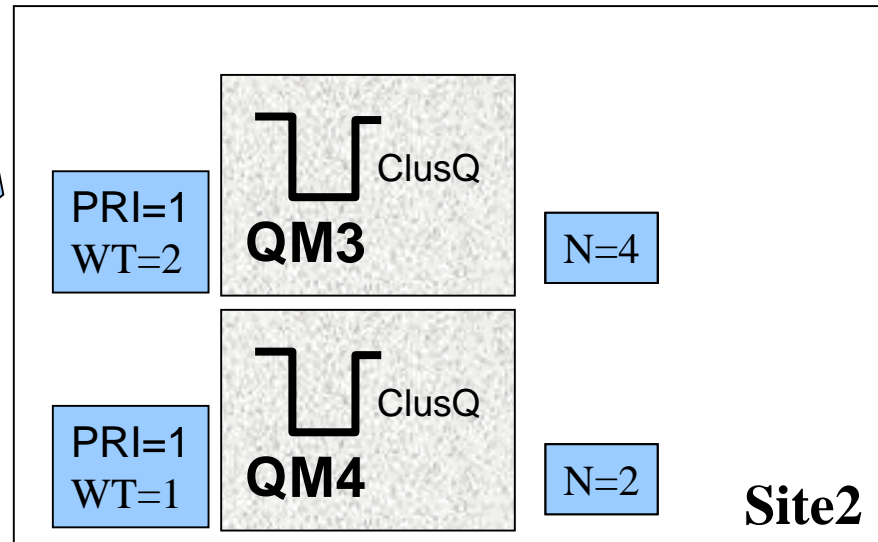 ClusQ
PRI=1
WT=2
QM3
N=4
ClusQ
PRI=1
WT=1
QM4
N=2
Site2